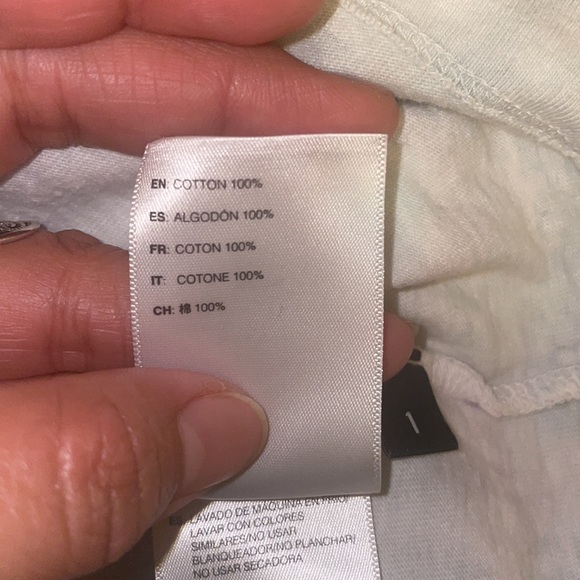 EN: COTTON 100%
ES: ALGODÓN 100%
FR: COTON 100%
IT: COTONE 100%
CH: 棉 100%
1
LAVADO DE MAQUINA EN
LAVAR CON COLORES
SIMILARES/NO USAR
BLANQUEADOR/NO PLANCHAR/
NO USAR SECADORA